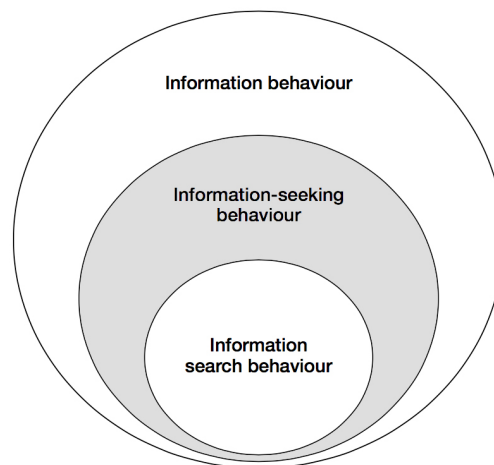 Information behaviour
Information-seeking
behaviour
Information
search behaviour